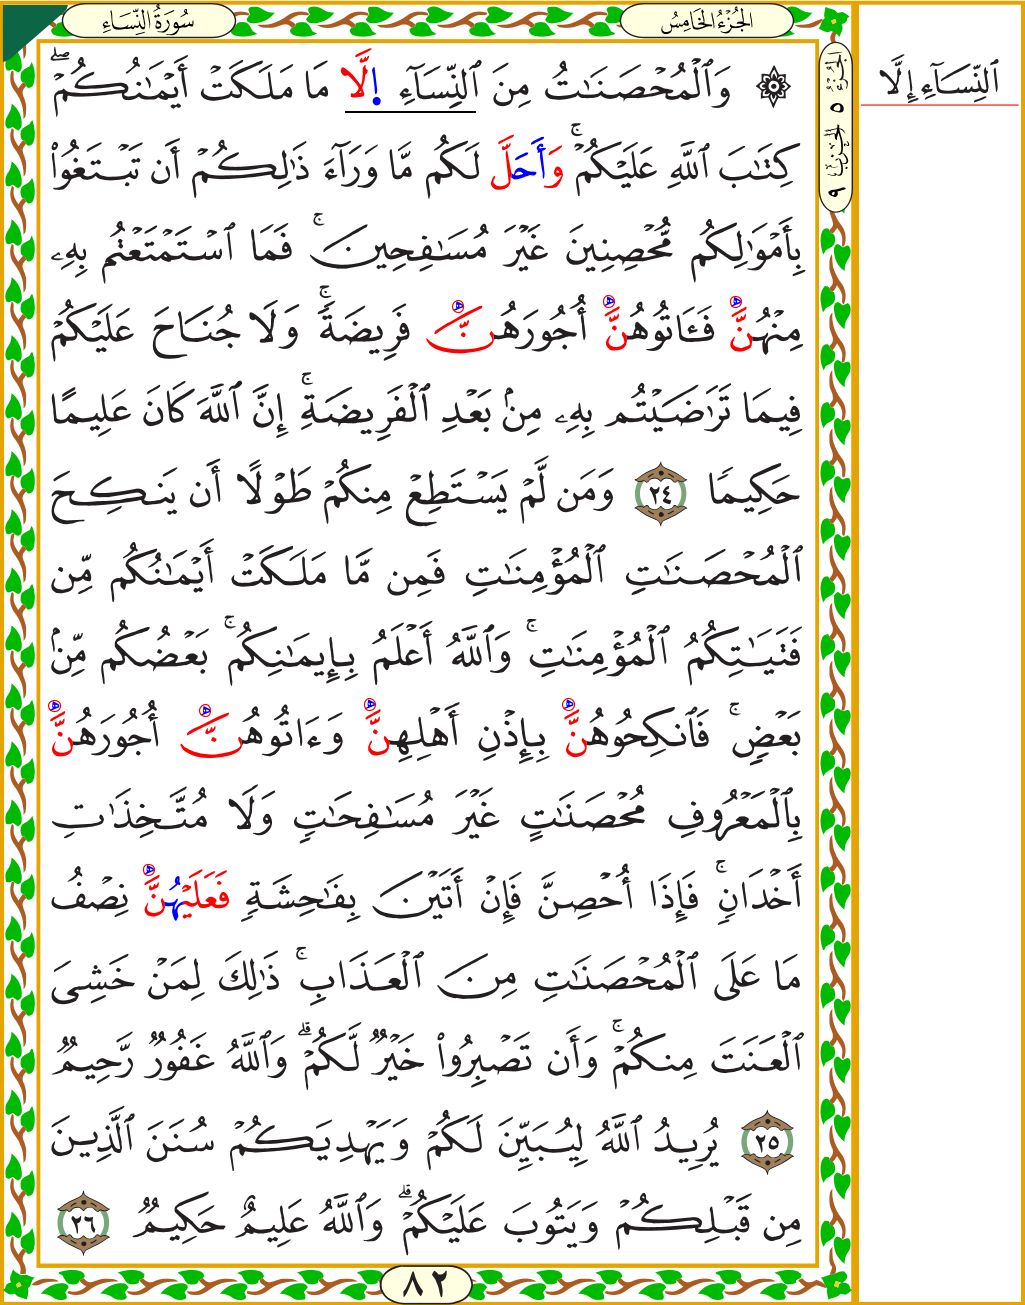 سُورَةُ النِّسَاءِ
الجُزْءُ الخَامِسُ
الجُزْءُ ٥ الحِزْبُ ٩
ٱلنِّسَآءِ إِلَّا
۞ وَٱلْمُحْصَنَٰتُ مِنَ ٱلنِّسَآءِ إِلَّا مَا مَلَكَتْ أَيْمَٰنُكُمْ ۖ
كِتَٰبَ ٱللَّهِ عَلَيْكُمْ ۚ وَأَحَلَّ لَكُم مَّا وَرَآءَ ذَٰلِكُمْ أَن تَبْتَغُوا۟
بِأَمْوَٰلِكُم مُّحْصِنِينَ غَيْرَ مُسَٰفِحِينَ ۚ فَمَا ٱسْتَمْتَعْتُم بِهِۦ
مِنْهُنَّ فَـَٔاتُوهُنَّ أُجُورَهُنَّ فَرِيضَةً ۚ وَلَا جُنَاحَ عَلَيْكُمْ
فِيمَا تَرَٰضَيْتُم بِهِۦ مِنۢ بَعْدِ ٱلْفَرِيضَةِ ۚ إِنَّ ٱللَّهَ كَانَ عَلِيمًا
حَكِيمًا ٢٤ وَمَن لَّمْ يَسْتَطِعْ مِنكُمْ طَوْلًا أَن يَنكِحَ
ٱلْمُحْصَنَٰتِ ٱلْمُؤْمِنَٰتِ فَمِن مَّا مَلَكَتْ أَيْمَٰنُكُم مِّن
فَتَيَٰتِكُمُ ٱلْمُؤْمِنَٰتِ ۚ وَٱللَّهُ أَعْلَمُ بِإِيمَٰنِكُم ۚ بَعْضُكُم مِّنۢ
بَعْضٍ ۚ فَٱنكِحُوهُنَّ بِإِذْنِ أَهْلِهِنَّ وَءَاتُوهُنَّ أُجُورَهُنَّ
بِٱلْمَعْرُوفِ مُحْصَنَٰتٍ غَيْرَ مُسَٰفِحَٰتٍ وَلَا مُتَّخِذَٰتِ
أَخْدَانٍ ۚ فَإِذَا أُحْصِنَّ فَإِنْ أَتَيْنَ بِفَٰحِشَةٍ فَعَلَيْهُنَّ نِصْفُ
مَا عَلَى ٱلْمُحْصَنَٰتِ مِنَ ٱلْعَذَابِ ۚ ذَٰلِكَ لِمَنْ خَشِىَ
ٱلْعَنَتَ مِنكُمْ ۚ وَأَن تَصْبِرُوا۟ خَيْرٌ لَّكُمْ ۗ وَٱللَّهُ غَفُورٌ رَّحِيمٌ
٢٥ يُرِيدُ ٱللَّهُ لِيُبَيِّنَ لَكُمْ وَيَهْدِيَكُمْ سُنَنَ ٱلَّذِينَ
مِن قَبْلِكُمْ وَيَتُوبَ عَلَيْكُمْ ۗ وَٱللَّهُ عَلِيمٌ حَكِيمٌ ٢٦
٨٢